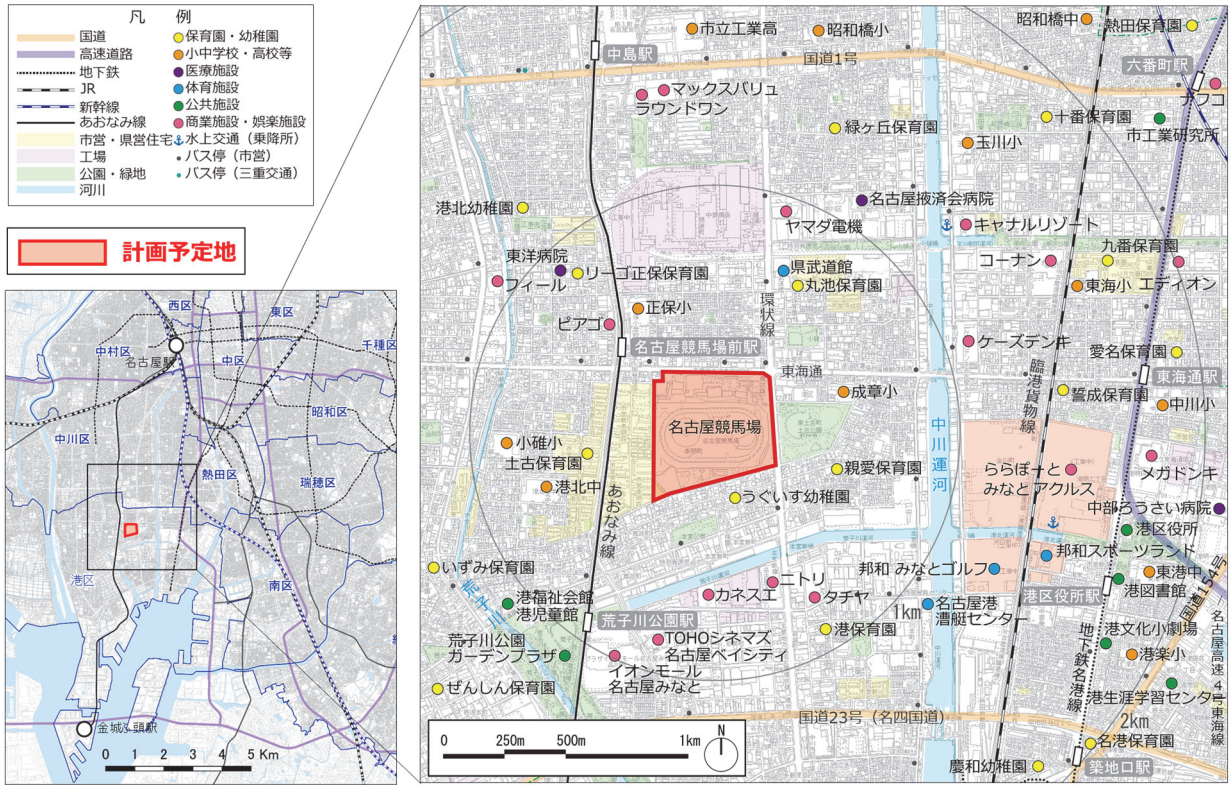 凡 例
国道
高速道路
地下鉄
JR
新幹線
あおなみ線
市営・県営住宅
工場
公園・緑地
河川
保育園・幼稚園
小中学校・高校等
医療施設
体育施設
公共施設
商業施設・娯楽施設
水上交通（乗降所）
バス停（市営）
バス停（三重交通）
計画予定地
西区
東区
中村区
名古屋駅
中区
千種区
昭和区
中川区
熱田区
瑞穂区
港区
南区
金城ふ頭駅
0 1 2 3 4 5 Km
市立工業高
昭和橋小
昭和橋中
熱田保育園
中島駅
国道1号
六番町駅
マックスバリュ
ラウンドワン
ナフコ
緑ヶ丘保育園
十番保育園
市工業研究所
玉川小
港北幼稚園
名古屋掖済会病院
ヤマダ電機
キャナルリゾート
東洋病院
リーゴ正保保育園
フィール
県武道館
丸池保育園
コーナン
九番保育園
東海小
エディオン
正保小
環状線
ピアゴ
名古屋競馬場前駅
ケーズデンキ
愛名保育園
東海通
臨港貨物線
東海通駅
成章小
誓成保育園
中川小
名古屋競馬場
中川運河
小碓小
土古保育園
親愛保育園
ららぽーと
みなとアクルス
メガドンキ
港北中
うぐいす幼稚園
あおなみ線
中部ろうさい病院
港区役所
いずみ保育園
荒子川
邦和 みなとゴルフ
邦和スポーツランド
東港中
国道154号
ニトリ
カネスエ
タチヤ
1km
港区役所駅
港図書館
港福祉会館
港児童館
荒子川公園駅
名古屋港
漕艇センター
港保育園
地下鉄名港線
港文化小劇場
名古屋高速 4号東海線
荒子川公園
ガーデンプラザ
TOHOシネマズ
名古屋ベイシティ
イオンモール
名古屋みなと
港楽小
港生涯学習センター
ぜんしん保育園
国道23号（名四国道）
2km
名港保育園
築地口駅
慶和幼稚園
0 250m 500m 1km
N